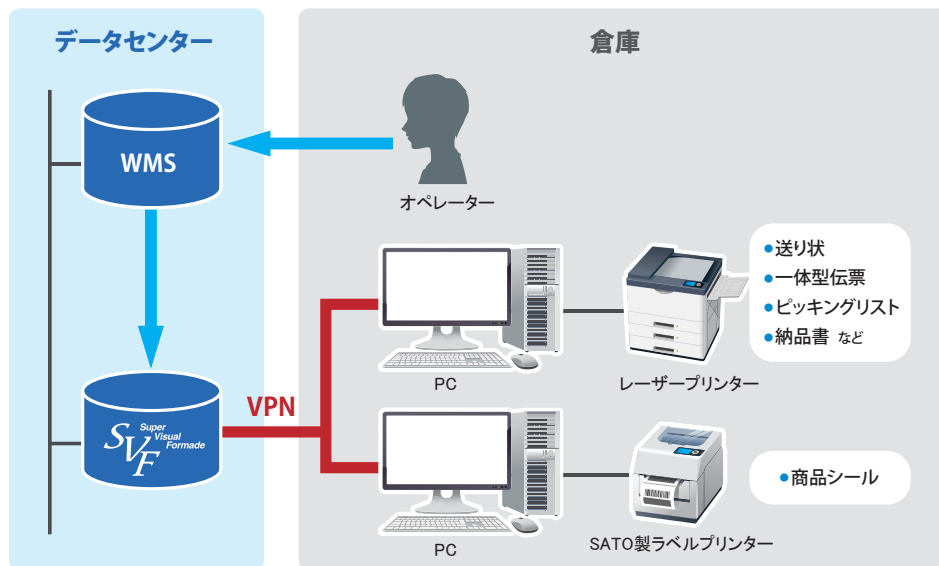 データセンター
倉庫
WMS
オペレーター
SVF Super Visual Formade
VPN
PC
レーザープリンター
●送り状
●一体型伝票
●ピッキングリスト
●納品書 など
PC
SATO製ラベルプリンター
●商品シール